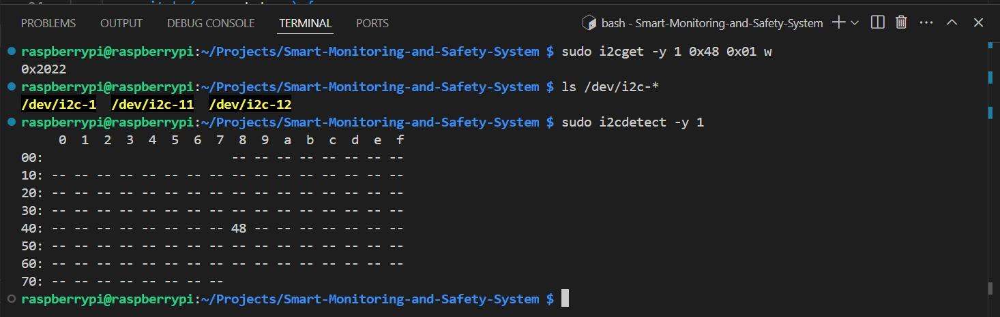 PROBLEMS OUTPUT DEBUG CONSOLE TERMINAL PORTS bash - Smart-Monitoring-and-Safety-System
raspberrypi@raspberrypi:~/Projects/Smart-Monitoring-and-Safety-System $ sudo i2cget -y 1 0x48 0x01 w
0x2022
raspberrypi@raspberrypi:~/Projects/Smart-Monitoring-and-Safety-System $ ls /dev/i2c-*
/dev/i2c-1  /dev/i2c-11  /dev/i2c-12
raspberrypi@raspberrypi:~/Projects/Smart-Monitoring-and-Safety-System $ sudo i2cdetect -y 1
     0  1  2  3  4  5  6  7  8  9  a  b  c  d  e  f
00:                         -- -- -- -- -- -- -- --
10: -- -- -- -- -- -- -- -- -- -- -- -- -- -- -- --
20: -- -- -- -- -- -- -- -- -- -- -- -- -- -- -- --
30: -- -- -- -- -- -- -- -- -- -- -- -- -- -- -- --
40: -- -- -- -- -- -- -- -- 48 -- -- -- -- -- -- --
50: -- -- -- -- -- -- -- -- -- -- -- -- -- -- -- --
60: -- -- -- -- -- -- -- -- -- -- -- -- -- -- -- --
70: -- -- -- -- -- -- -- --
raspberrypi@raspberrypi:~/Projects/Smart-Monitoring-and-Safety-System $